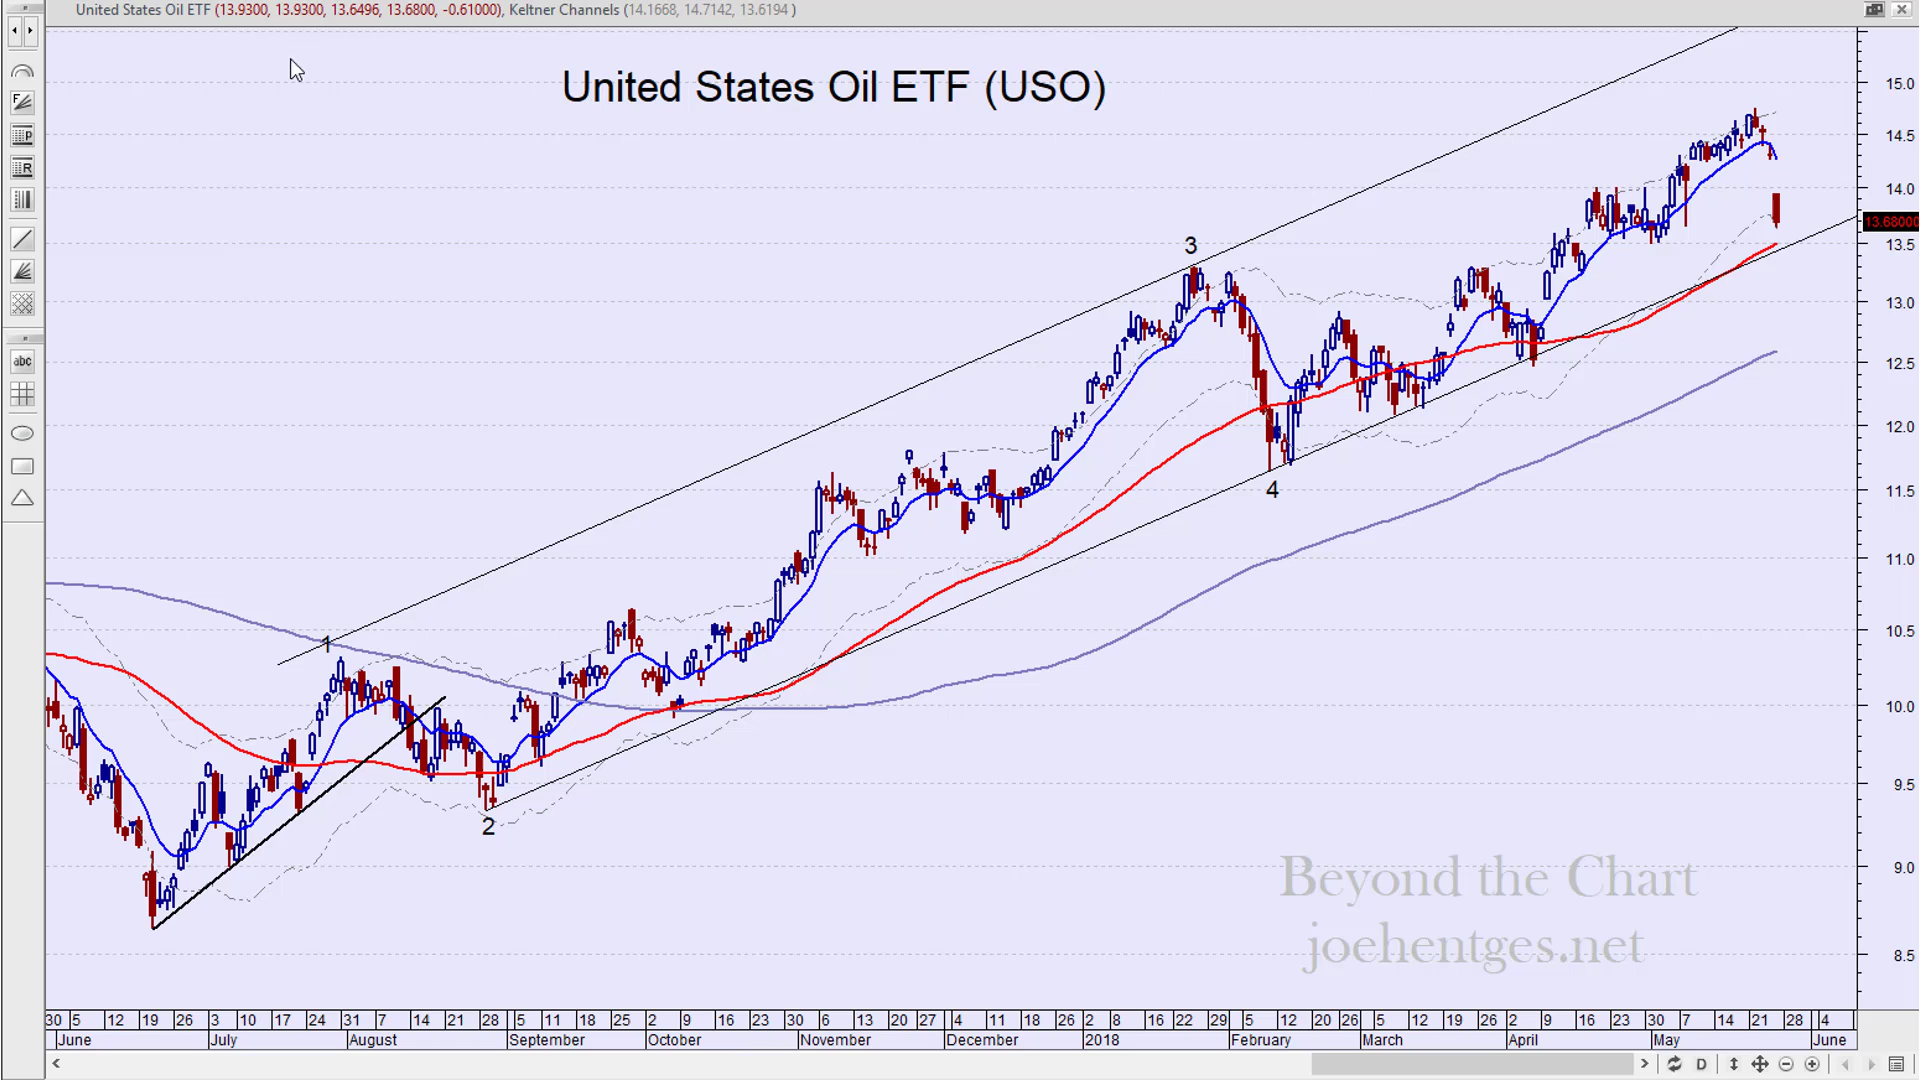 United States Oil ETF (13.9300, 13.9300, 13.6496, 13.6800, -0.61000), Keltner Channels (14.1668, 14.7142, 13.6194 )
United States Oil ETF (USO)
F
P
R
abc
15.0
14.5
14.0
13.68000
13.5
13.0
12.5
12.0
11.5
11.0
10.5
10.0
9.5
9.0
8.5
1
2
3
4
Beyond the Chart
joehentges.net
30 5 12 19 26 3 10 17 24 31 7 14 21 28 5 11 18 25 2 9 16 23 30 6 13 20 27 4 11 18 26 2 8 16 22 29 5 12 20 26 5 12 19 26 2 9 16 23 30 7 14 21 28 4
June July August September October November December 2018 February March April May June
D